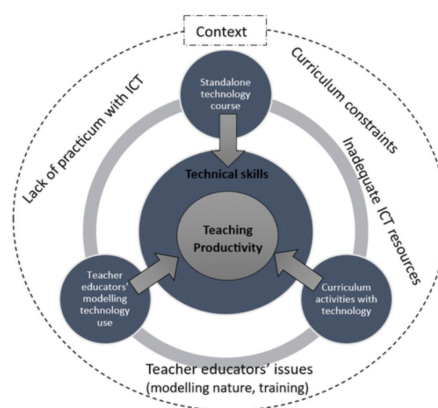 Context
Standalone
technology
course
Lack of practicum with ICT
Curriculum constraints
Inadequate ICT resources
Technical skills
Teaching
Productivity
Teacher
educators'
modelling
technology
use
Curriculum
activities with
technology
Teacher educators' issues
(modelling nature, training)